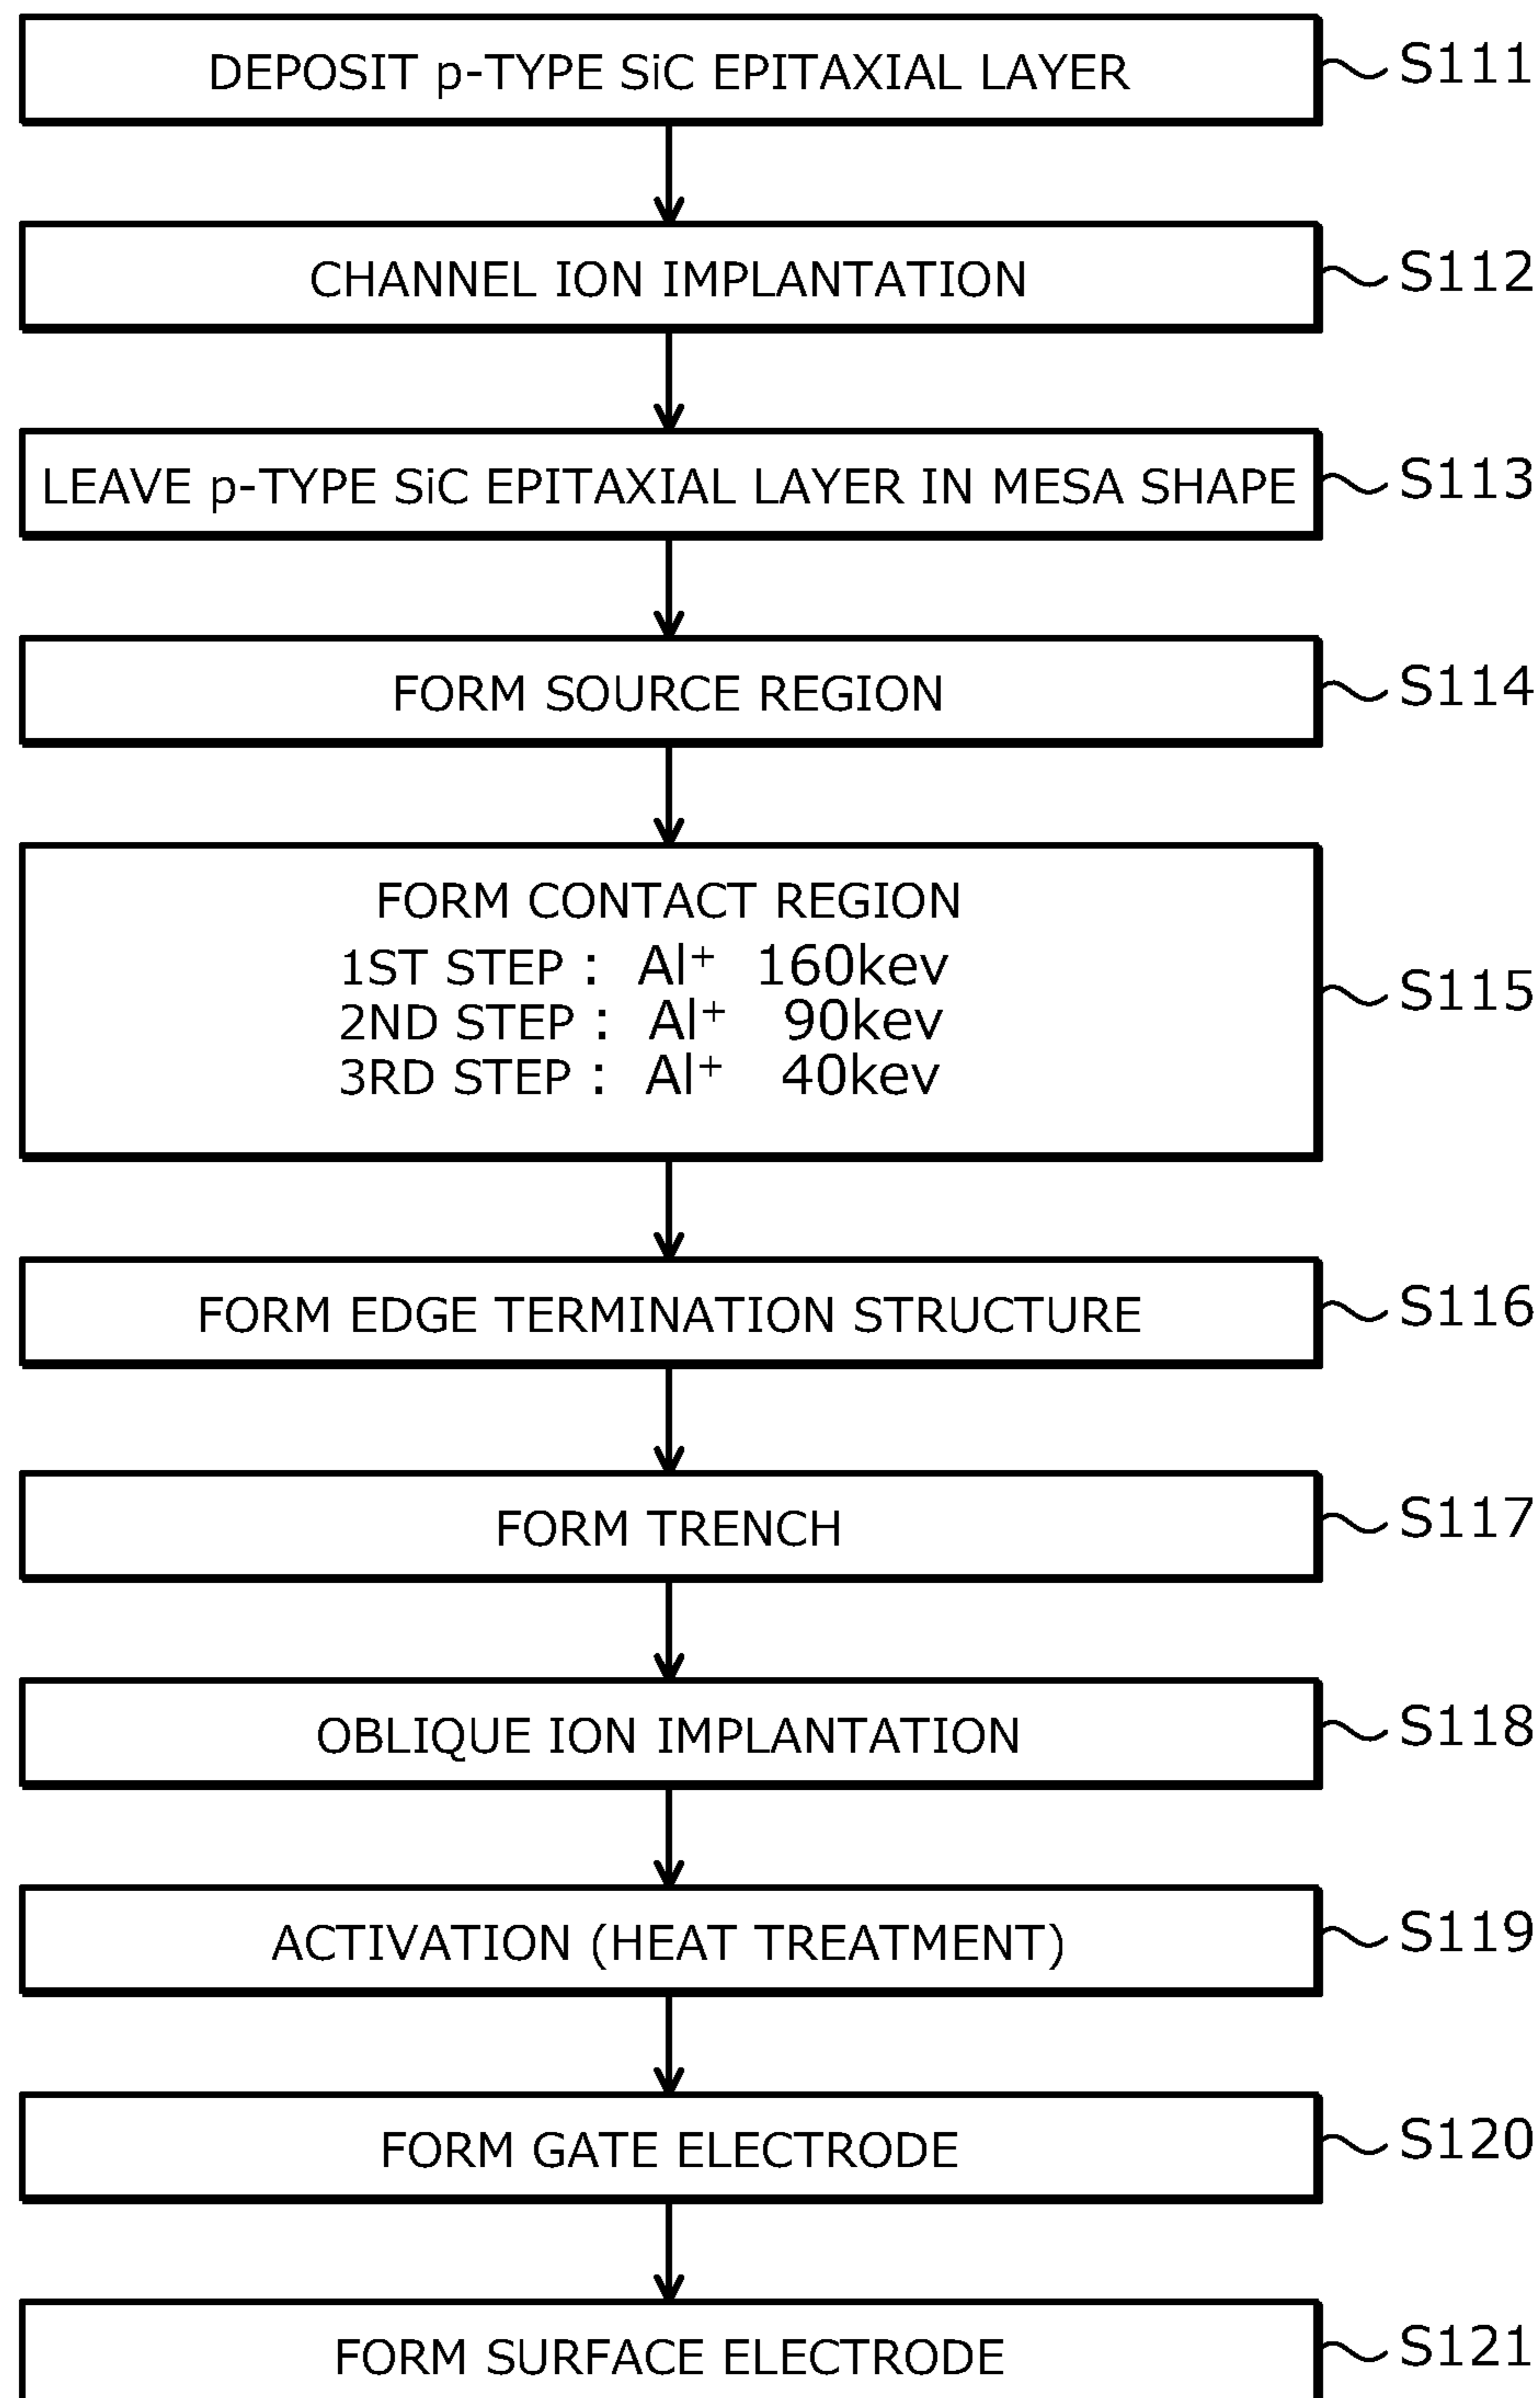 DEPOSIT p-TYPE SiC EPITAXIAL LAYER S111
CHANNEL ION IMPLANTATION S112
LEAVE p-TYPE SiC EPITAXIAL LAYER IN MESA SHAPE S113
FORM SOURCE REGION S114
FORM CONTACT REGION
1ST STEP : Al⁺ 160kev
2ND STEP : Al⁺ 90kev
3RD STEP : Al⁺ 40kev
S115
FORM EDGE TERMINATION STRUCTURE S116
FORM TRENCH S117
OBLIQUE ION IMPLANTATION S118
ACTIVATION (HEAT TREATMENT) S119
FORM GATE ELECTRODE S120
FORM SURFACE ELECTRODE S121